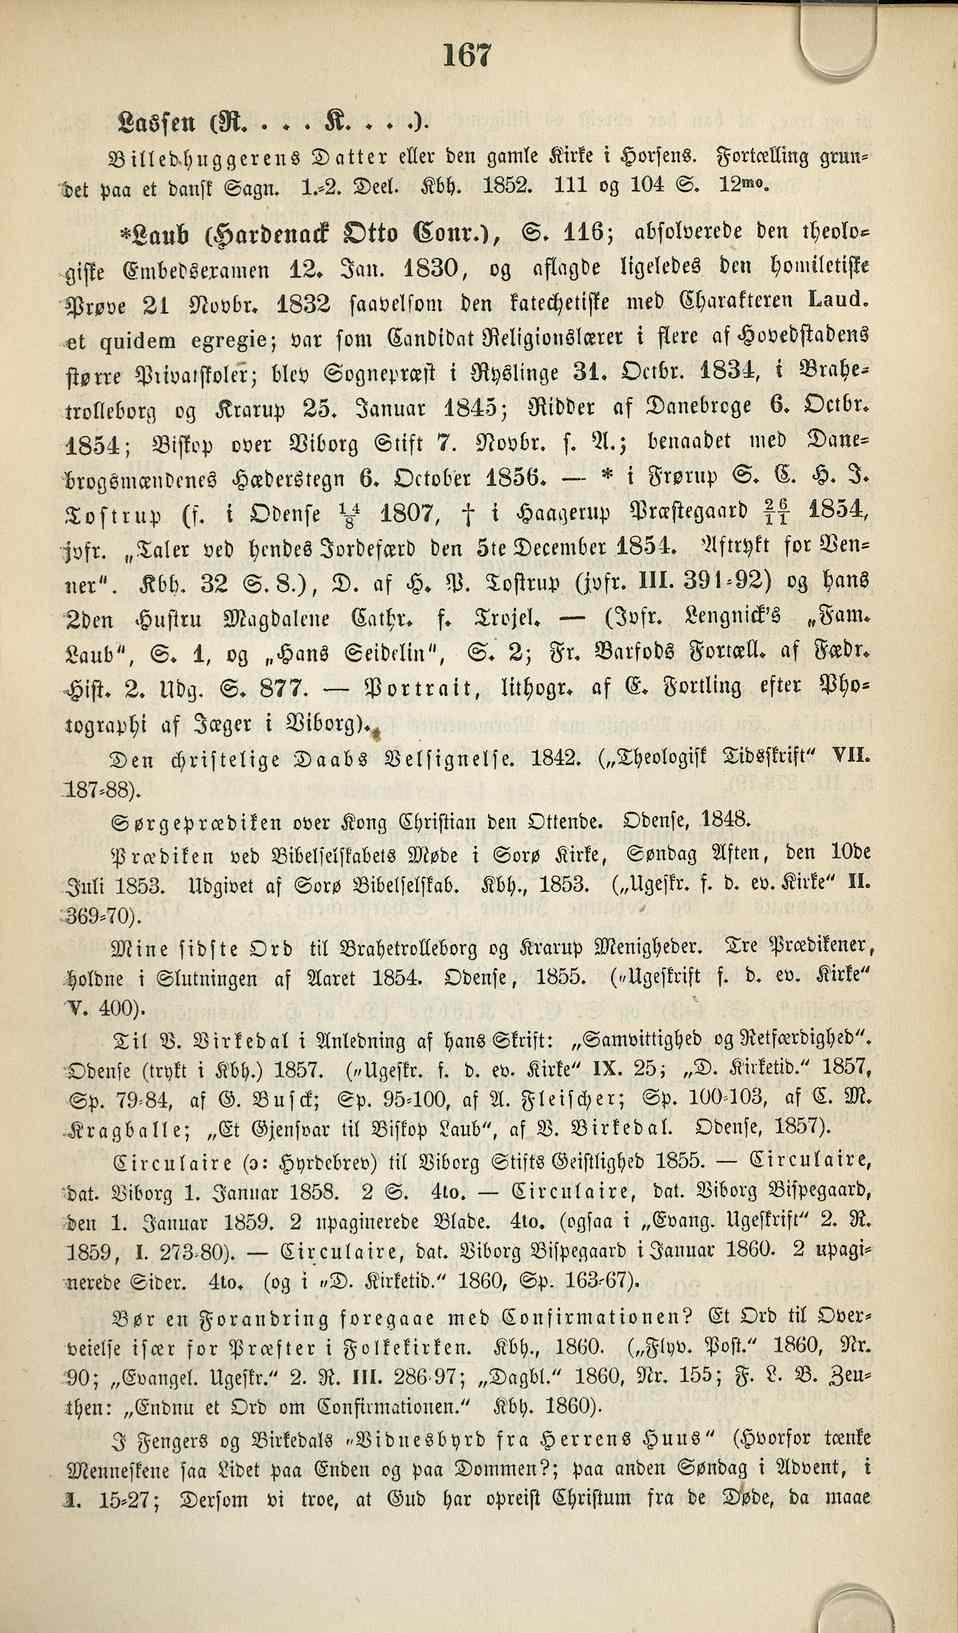 167
Lassen (R. . . . K. . . .).
Billedhuggerens Datter eller den gamle Kirke i Horsens. Fortælling grun-
det paa et dansk Sagn. 1.-2. Deel. Kbh. 1852. 111 og 104 S. 12mo.
*Laub (Hardenack Otto Conr.), S. 116; absolverede den theolo-
giske Embedsexamen 12. Jan. 1830, og aflagde ligeledes den homiletiske
Prøve 21 Novbr. 1832 saavelsom den katechetiske med Charakteren Laud.
et quidem egregie; var som Candidat Religionslærer i flere af Hovedstadens
større Privatskoler; blev Sognepræst i Ryslinge 31. Octbr. 1834, i Brahe-
trolleborg og Krarup 25. Januar 1845; Ridder af Danebroge 6. Octbr.
1854; Biskop over Viborg Stift 7. Novbr. s. A.; benaadet med Dane-
brogsmændenes Hæderstegn 6. October 1856. — * i Frørup S. C. H. J.
Tostrup (f. i Odense 14/8 1807, † i Haagerup Præstegaard 26/11 1854,
jvfr. „Taler ved hendes Jordefærd den 5te December 1854. Aftrykt for Ven-
ner". Kbh. 32 S. 8.), D. af H. P. Tostrup (jvfr. III. 391-92) og hans
2den Hustru Magdalene Cathr. f. Trojel. — (Jvfr. Lengnick's „Fam.
Laub", S. 1, og „Hans Seidelin", S. 2; Fr. Barfods Fortæll. af Fædr.
Hist. 2. Udg. S. 877. — Portrait, lithogr. af E. Fortling efter Pho-
tographi af Jæger i Viborg).
Den christelige Daabs Velsignelse. 1842. („Theologisk Tidsskrift" VII.
187-88).
Sørgeprædiken over Kong Christian den Ottende. Odense, 1848.
Prædiken ved Bibelselskabets Møde i Sorø Kirke, Søndag Aften, den 10de
Juli 1853. Udgivet af Sorø Bibelselskab. Kbh., 1853. („Ugeskr. f. d. ev. Kirke" II.
369-70).
Mine sidste Ord til Brahetrolleborg og Krarup Menigheder. Tre Prædikener,
holdne i Slutningen af Aaret 1854. Odense, 1855. („Ugeskrift f. d. ev. Kirke"
V. 400).
Til V. Birkedal i Anledning af hans Skrift: „Samvittighed og Retfærdighed".
Odense (trykt i Kbh.) 1857. („Ugeskr. f. d. ev. Kirke" IX. 25; „D. Kirketid." 1857,
Sp. 79-84, af G. Busck; Sp. 95-100, af A. Fleischer; Sp. 100-103, af C. M.
Kragballe; „Et Gjensvar til Biskop Laub", af V. Birkedal. Odense, 1857).
Circulaire (ɔ: Hyrdebrev) til Viborg Stifts Geistlighed 1855. — Circulaire,
dat. Viborg 1. Januar 1858. 2 S. 4to. — Circulaire, dat. Viborg Bispegaard,
den 1. Januar 1859. 2 upaginerede Blade. 4to. (ogsaa i „Evang. Ugeskrift" 2. R.
1859, I. 273-80). — Circulaire, dat. Viborg Bispegaard i Januar 1860. 2 upagi-
nerede Sider. 4to. (og i „D. Kirketid." 1860, Sp. 163-67).
Bør en Forandring foregaae med Confirmationen? Et Ord til Over-
veielse især for Præster i Folkekirken. Kbh., 1860. („Flyv. Post." 1860, Nr.
90; „Evangel. Ugeskr." 2. R. III. 286-97; „Dagbl." 1860, Nr. 155; F. L. B. Zeu-
then: „Endnu et Ord om Confirmationen." Kbh. 1860).
I Fengers og Birkedals „Vidnesbyrd fra Herrens Huus" (Hvorfor tænke
Menneskene saa Lidet paa Enden og paa Dommen?; paa anden Søndag i Advent, i
I. 15-27; Dersom vi troe, at Gud har opreist Christum fra de Døde, da maae